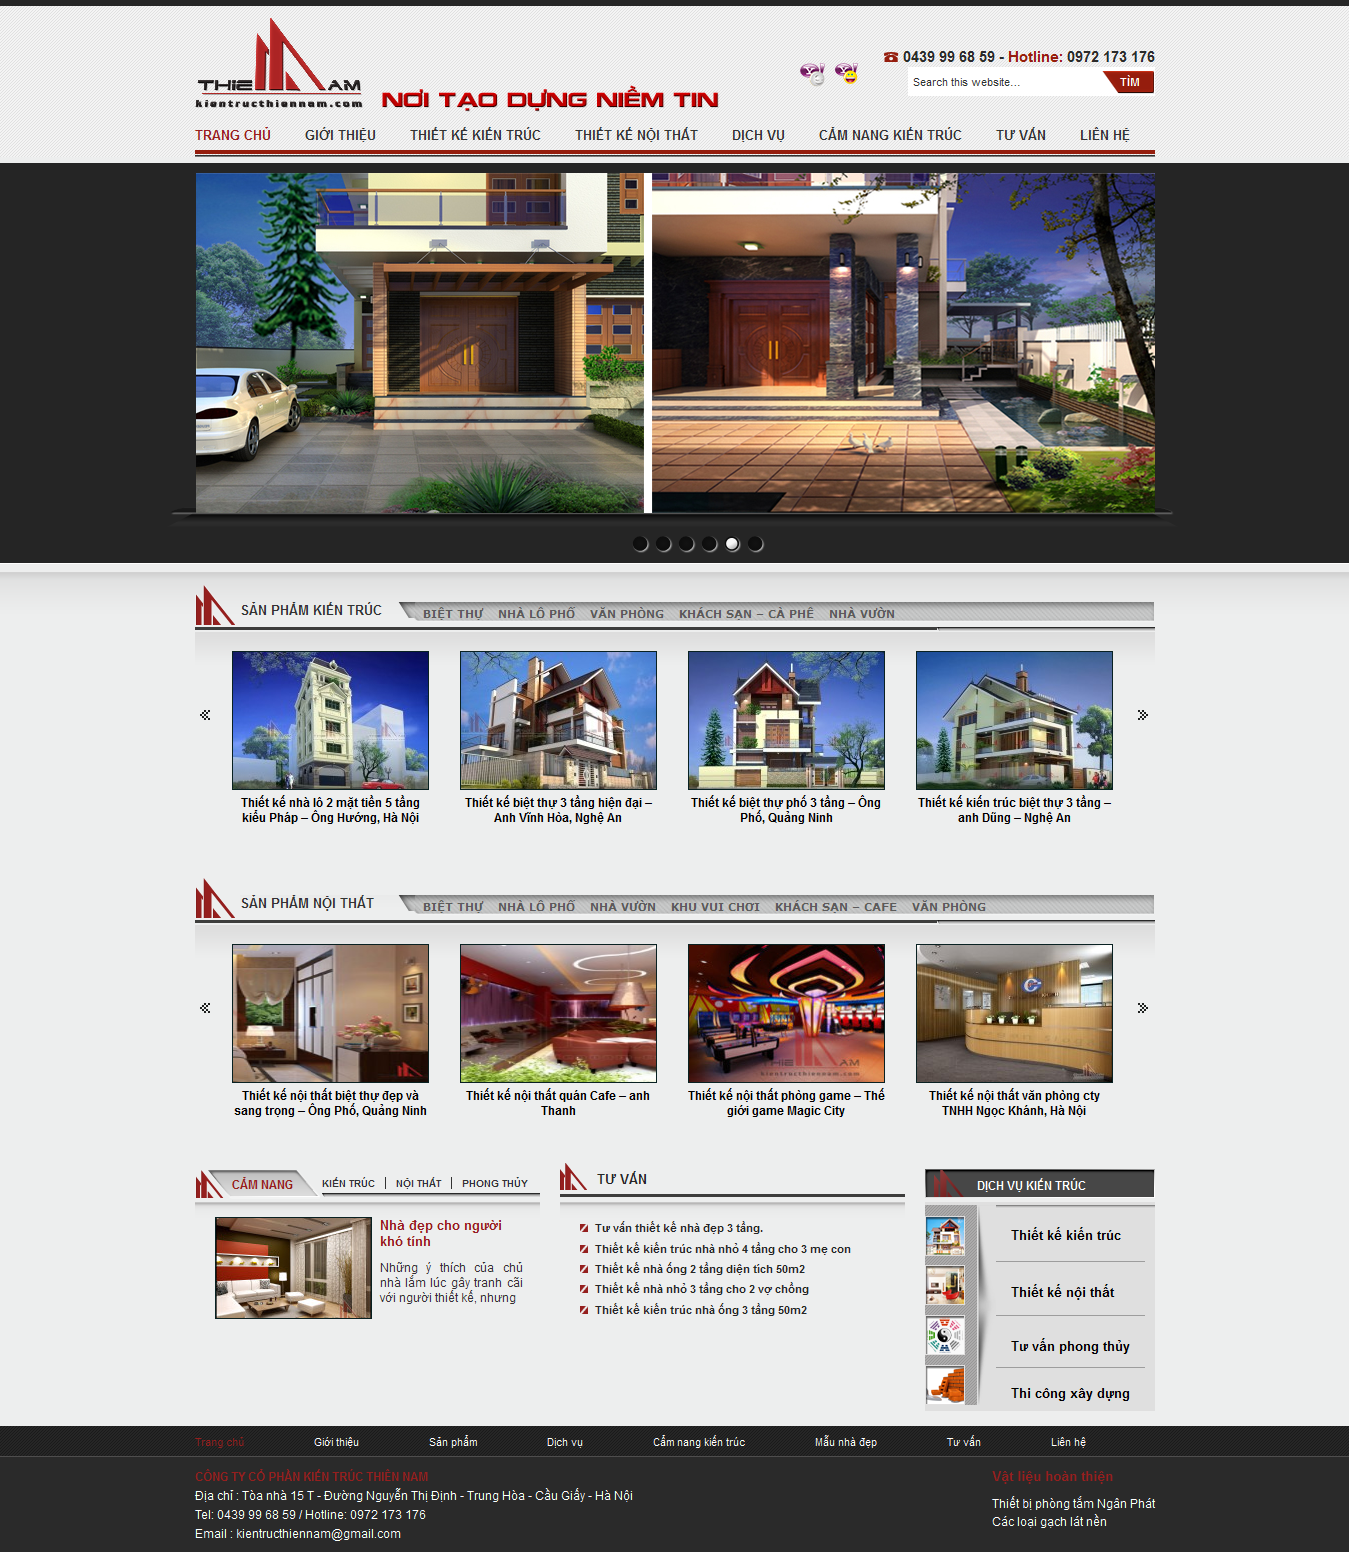 THIE AM
kientructhiennam.com
NƠI TẠO DỰNG NIỀM TIN
0439 99 68 59 - Hotline: 0972 173 176
Search this website...
TÌM
TRANG CHỦ GIỚI THIỆU THIẾT KẾ KIẾN TRÚC THIẾT KẾ NỘI THẤT DỊCH VỤ CẨM NANG KIẾN TRÚC TƯ VẤN LIÊN HỆ
SẢN PHẨM KIẾN TRÚC
BIỆT THỰ NHÀ LÔ PHỐ VĂN PHÒNG KHÁCH SẠN – CÀ PHÊ NHÀ VƯỜN
Thiết kế nhà lô 2 mặt tiền 5 tầng
kiểu Pháp – Ông Hướng, Hà Nội
Thiết kế biệt thự 3 tầng hiện đại –
Anh Vĩnh Hỏa, Nghệ An
Thiết kế biệt thự phố 3 tầng – Ông
Phố, Quảng Ninh
Thiết kế kiến trúc biệt thự 3 tầng –
anh Dũng – Nghệ An
SẢN PHẨM NỘI THẤT
BIỆT THỰ NHÀ LÔ PHỐ NHÀ VƯỜN KHU VUI CHƠI KHÁCH SẠN – CAFE VĂN PHÒNG
THIE AM
kientructhiennam.com
Thiết kế nội thất biệt thự đẹp và
sang trọng – Ông Phố, Quảng Ninh
Thiết kế nội thất quán Cafe – anh
Thanh
Thiết kế nội thất phòng game – Thế
giới game Magic City
Thiết kế nội thất văn phòng cty
TNHH Ngọc Khánh, Hà Nội
CẨM NANG
KIẾN TRÚC | NỘI THẤT | PHONG THỦY
Nhà đẹp cho người
khó tính
Những ý thích của chủ
nhà lắm lúc gây tranh cãi
với người thiết kế, nhưng
TƯ VẤN
Tư vấn thiết kế nhà đẹp 3 tầng.
Thiết kế kiến trúc nhà nhỏ 4 tầng cho 3 mẹ con
Thiết kế nhà ống 2 tầng diện tích 50m2
Thiết kế nhà nhỏ 3 tầng cho 2 vợ chồng
Thiết kế kiến trúc nhà ống 3 tầng 50m2
DỊCH VỤ KIẾN TRÚC
Thiết kế kiến trúc
Thiết kế nội thất
Tư vấn phong thủy
Thi công xây dựng
Trang chủ Giới thiệu Sản phẩm Dịch vụ Cẩm nang kiến trúc Mẫu nhà đẹp Tư vấn Liên hệ
CÔNG TY CỔ PHẦN KIẾN TRÚC THIÊN NAM
Địa chỉ : Tòa nhà 15 T - Đường Nguyễn Thị Định - Trung Hòa - Cầu Giấy - Hà Nội
Tel: 0439 99 68 59 / Hotline: 0972 173 176
Email : kientructhiennam@gmail.com
Vật liệu hoàn thiện
Thiết bị phòng tắm Ngân Phát
Các loại gạch lát nền